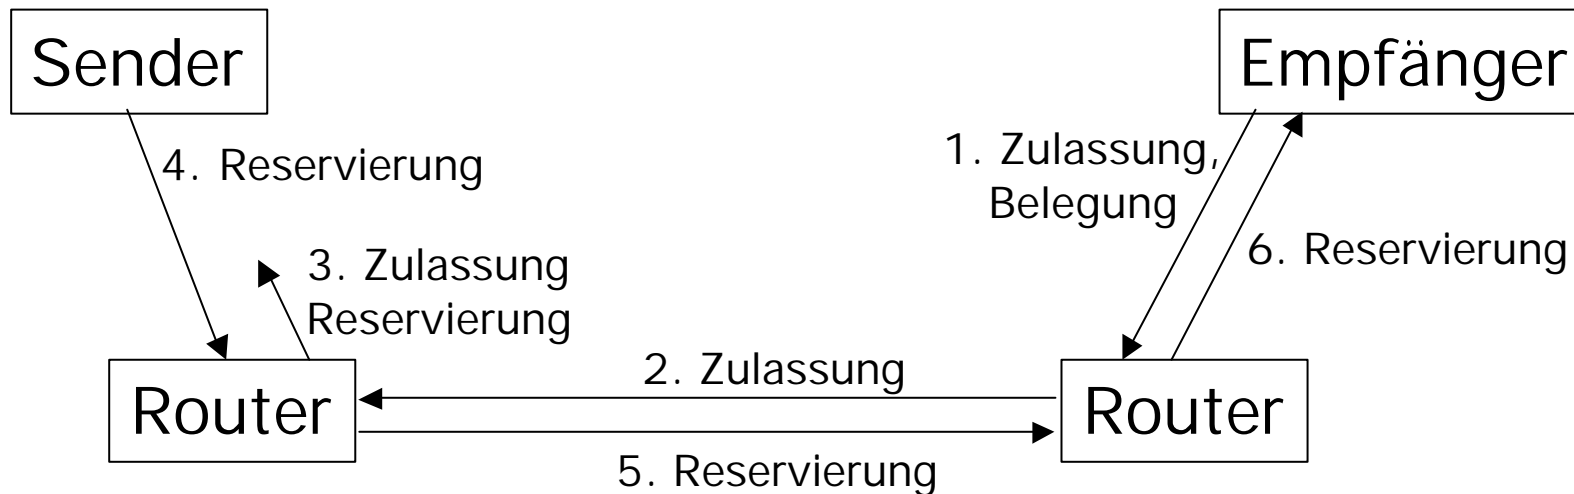 Sender
Empfänger
4. Reservierung
1. Zulassung,
Belegung
3. Zulassung
Reservierung
6. Reservierung
2. Zulassung
Router
Router
5. Reservierung